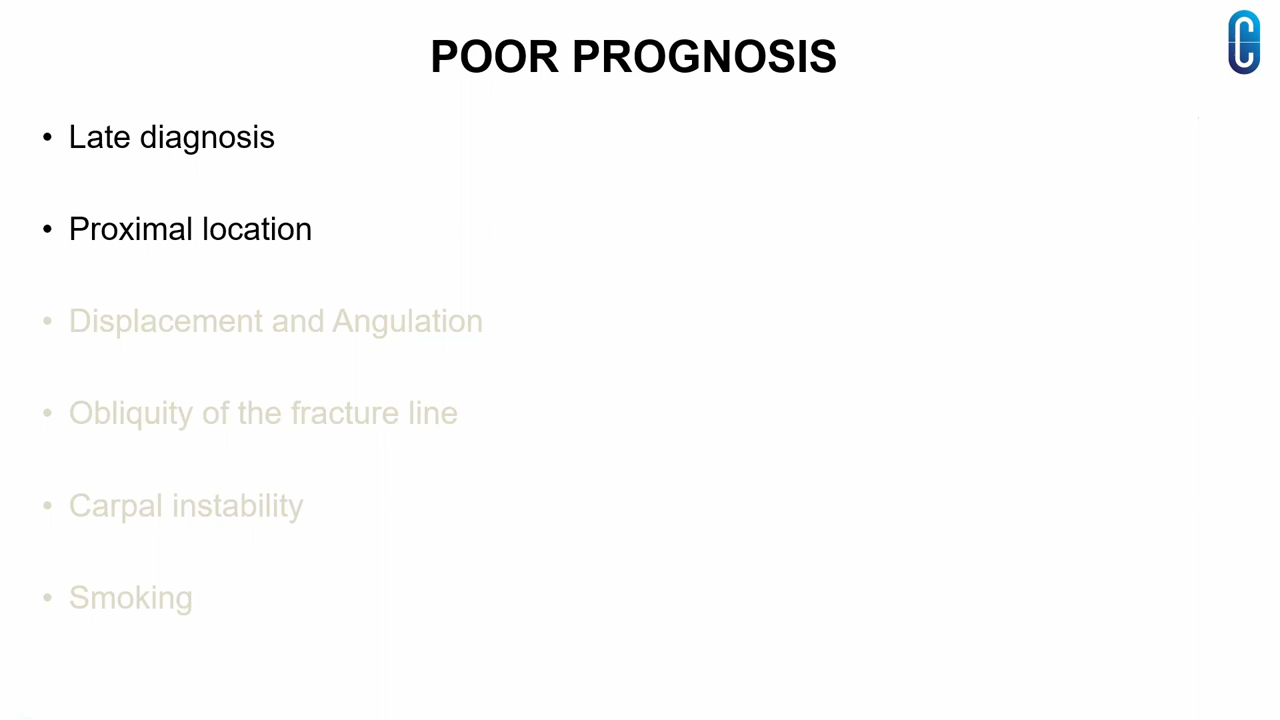 POOR PROGNOSIS
• Late diagnosis
• Proximal location
• Displacement and Angulation
• Obliquity of the fracture line
• Carpal instability
• Smoking